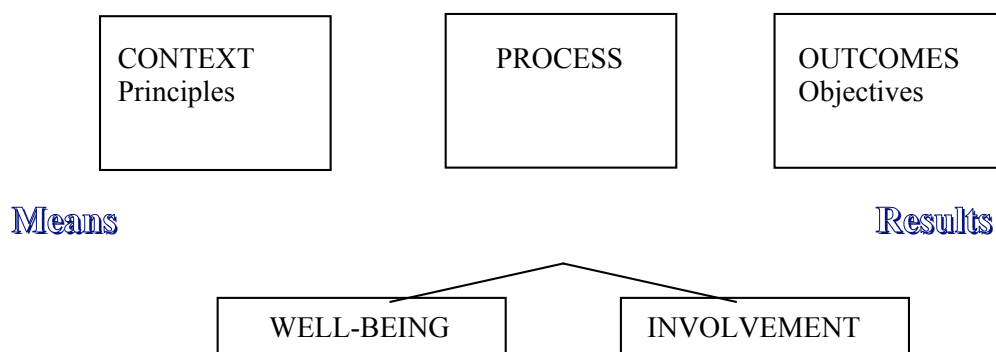 CONTEXT
Principles
PROCESS
OUTCOMES
Objectives
Means
Results
WELL-BEING
INVOLVEMENT